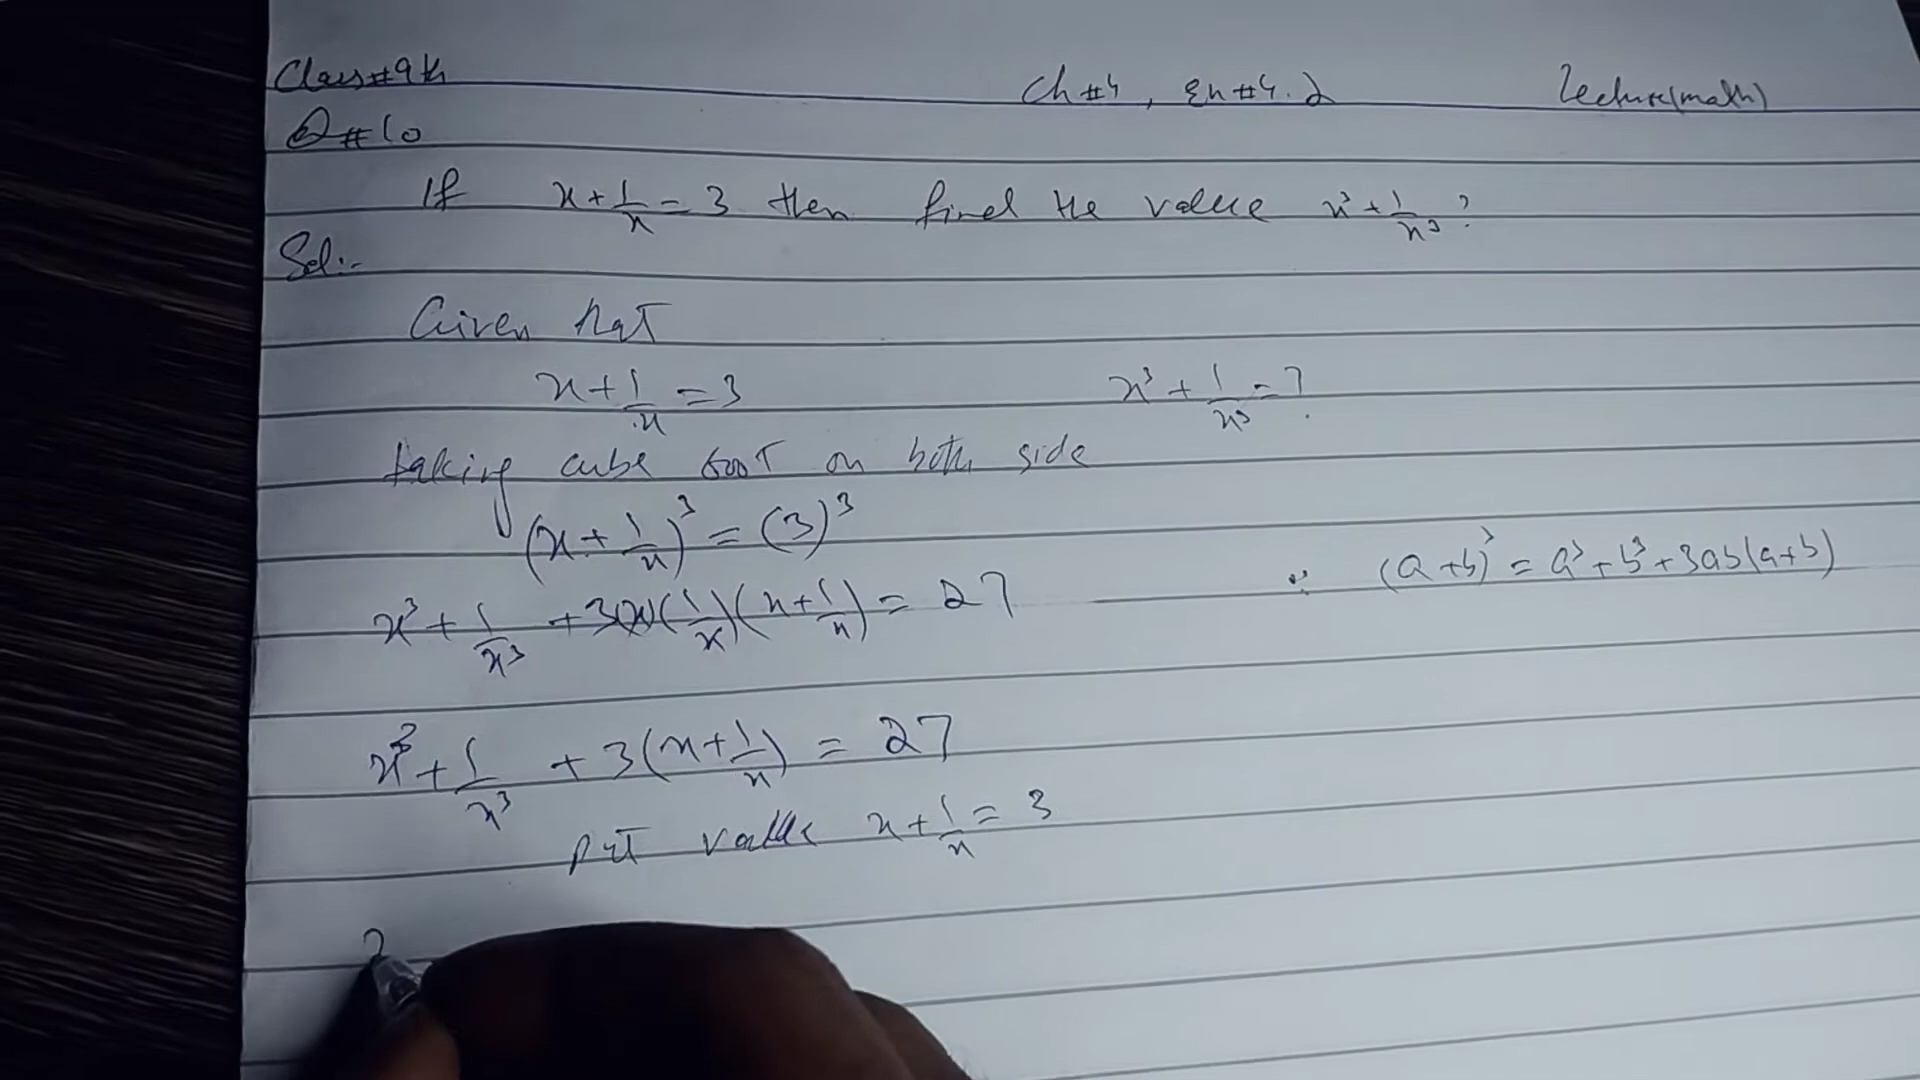 Class#9th Ch#4, Ex#4.2 Lecture(math)
Q#10
If x+1/x=3 then find the value x³+1/x³?
Sol:-
Given that
x+1/x=3 x³+1/x³=?
taking cube root on both side
(x+1/x)³=(3)³
x³+1/x³+3(x)(1/x)(x+1/x)=27 ∵ (a+b)³=a³+b³+3ab(a+b)
x³+1/x³+3(x+1/x)=27
put value x+1/x=3